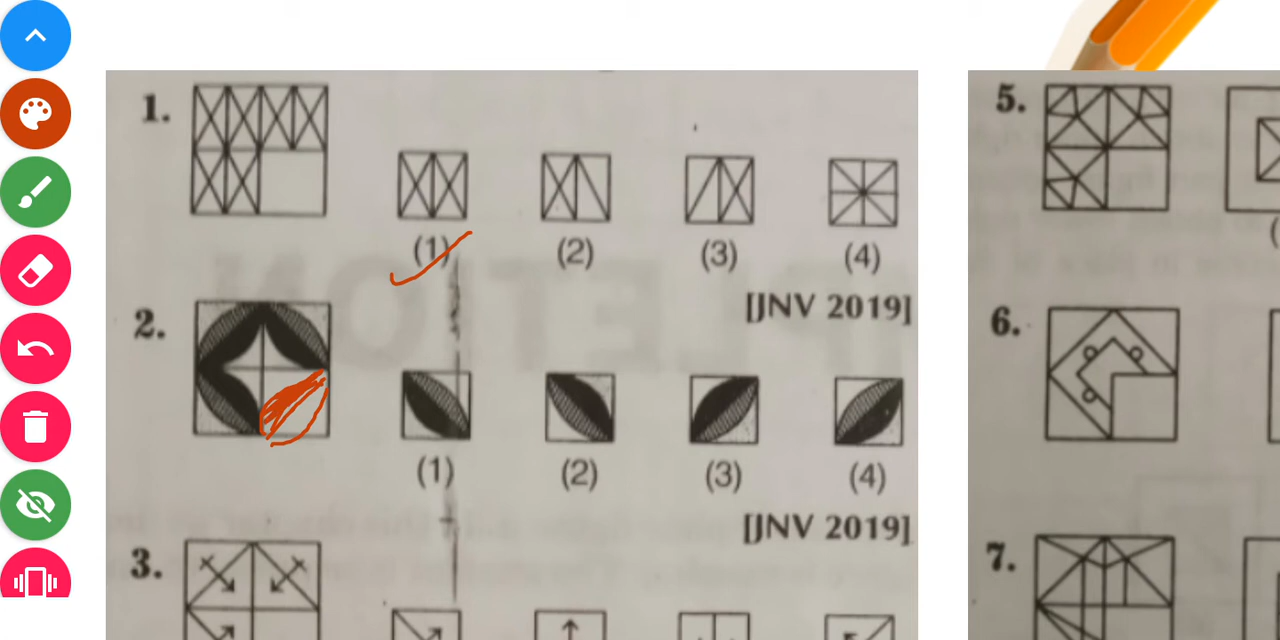 1.
(1) (2) (3) (4)
[JNV 2019]
2.
(1) (2) (3) (4)
[JNV 2019]
3.
5.
6.
7.